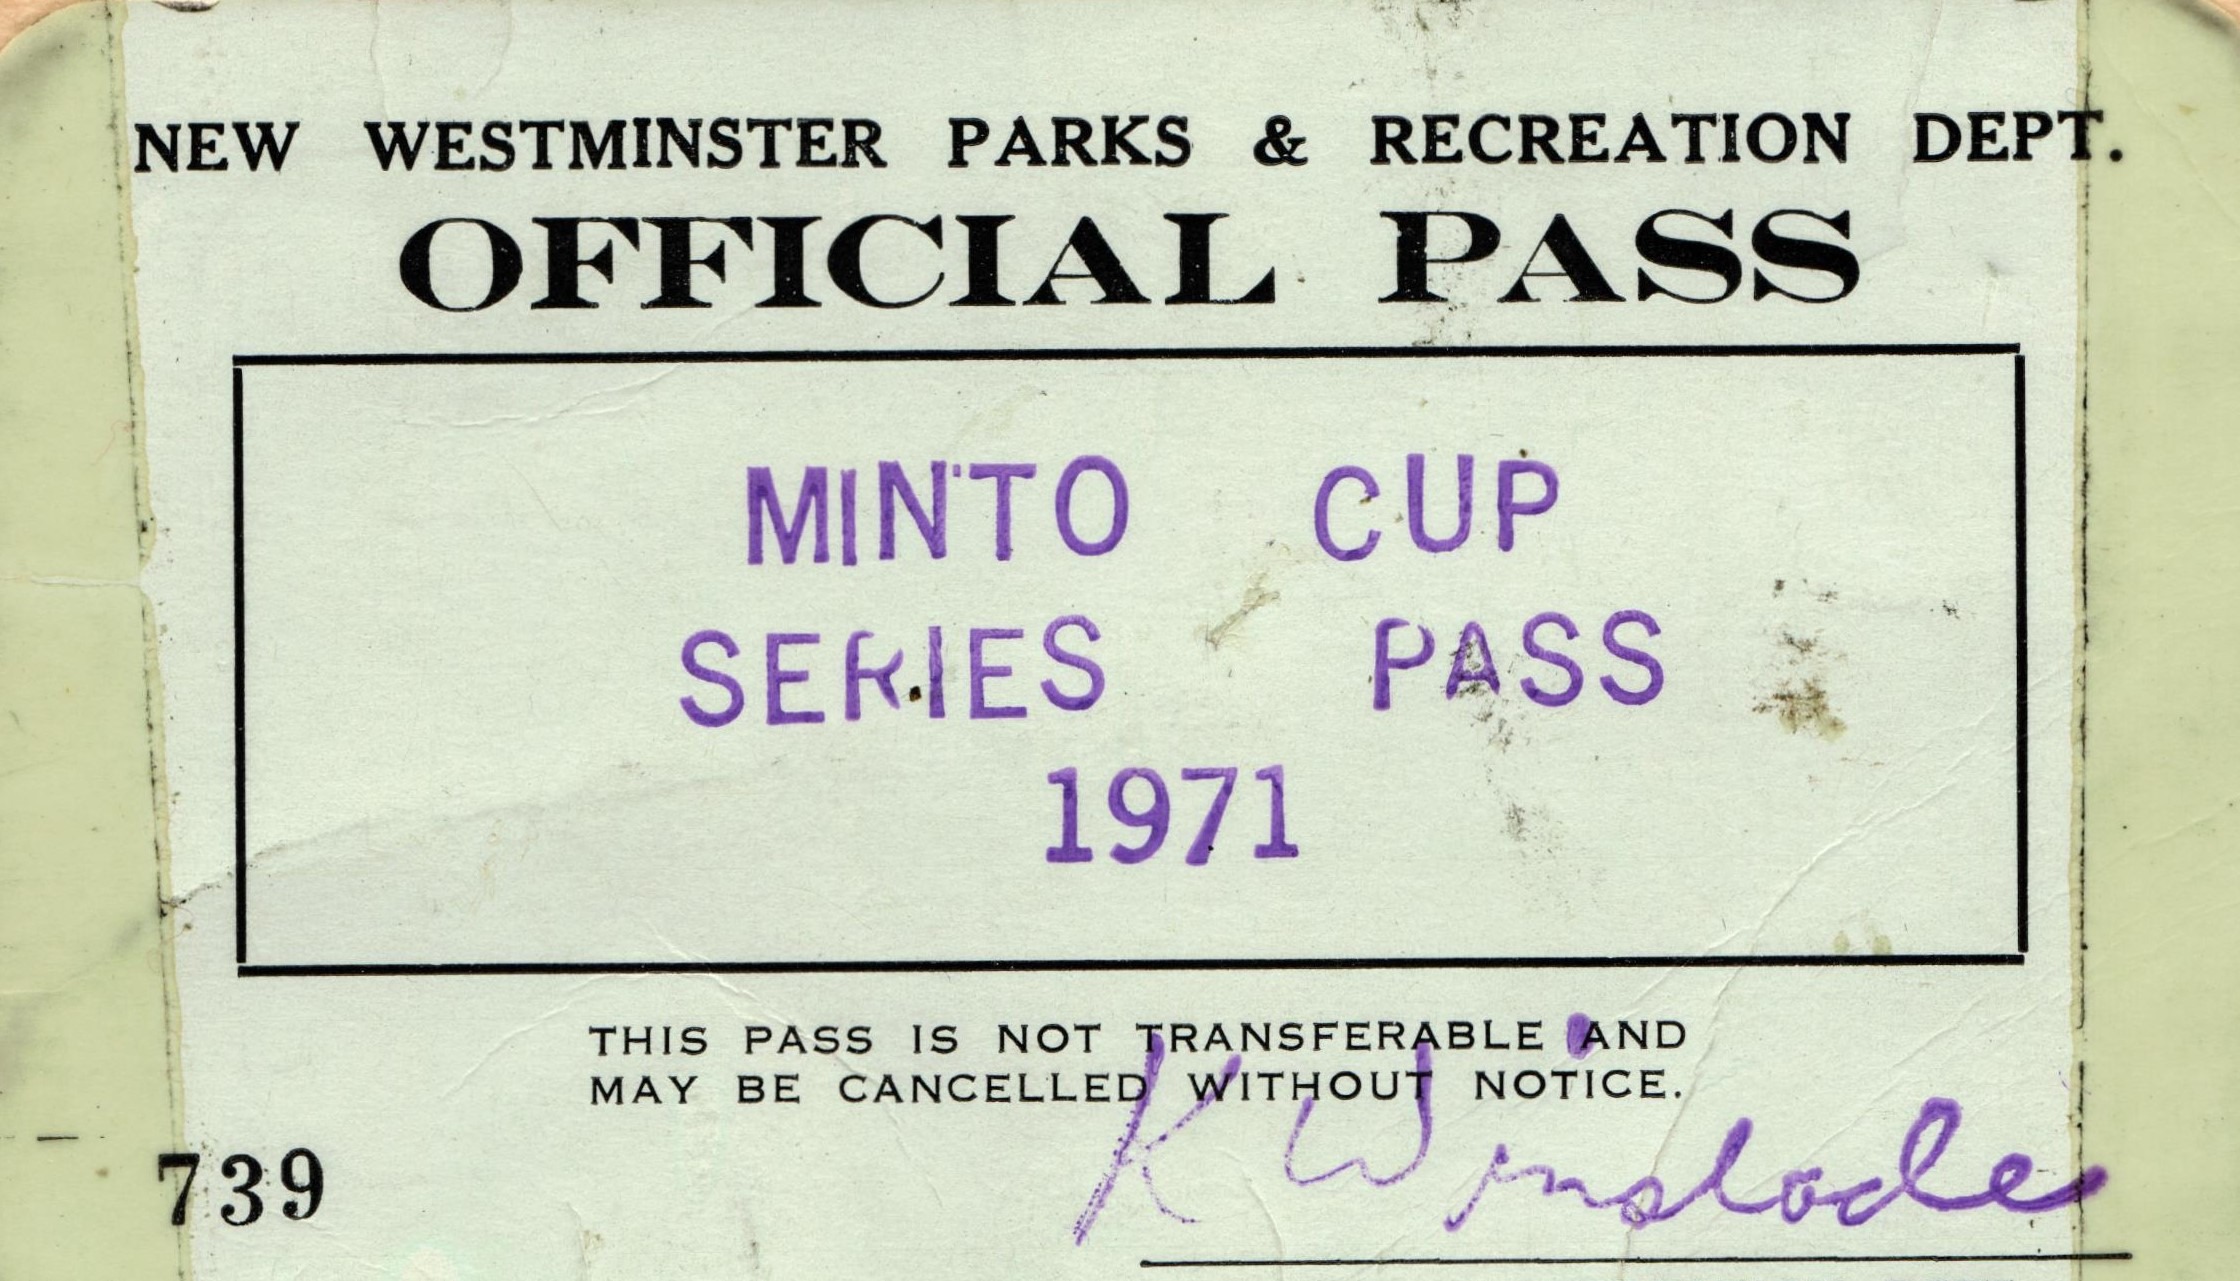 NEW WESTMINSTER PARKS & RECREATION DEPT.
OFFICIAL PASS
MINTO CUP
SERIES PASS
1971
THIS PASS IS NOT TRANSFERABLE AND
MAY BE CANCELLED WITHOUT NOTICE.
739
K Winslade